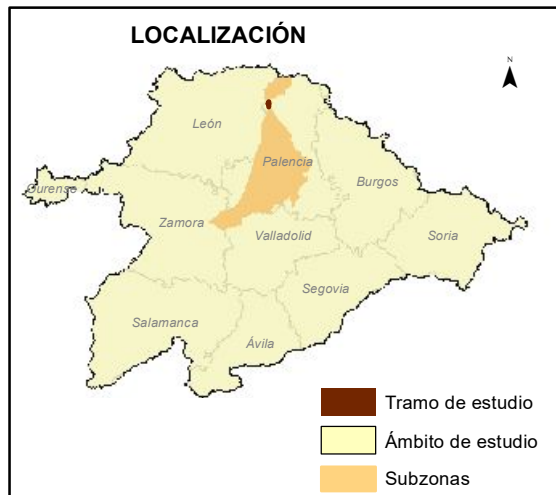 LOCALIZACIÓN
N
León
Palencia
Ourense
Burgos
Zamora
Valladolid
Soria
Segovia
Salamanca
Ávila
Tramo de estudio
Ámbito de estudio
Subzonas